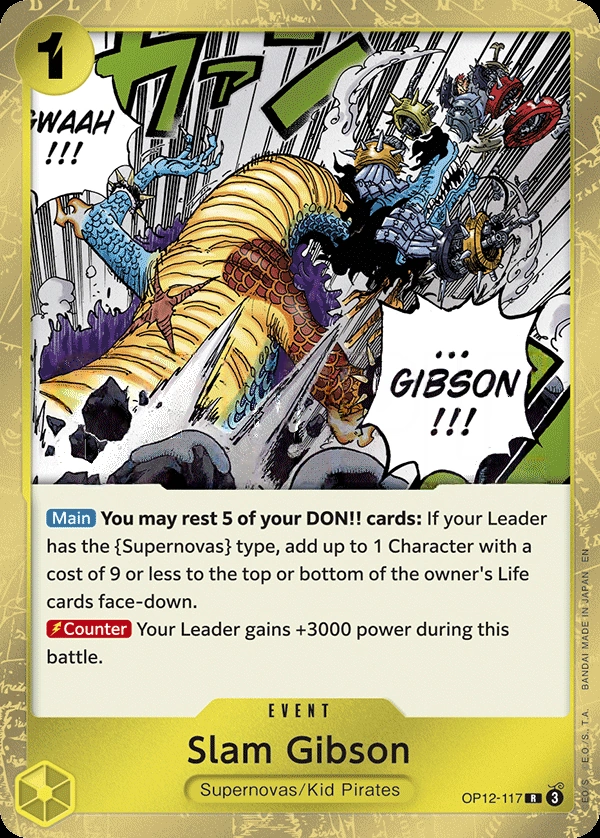 1
GWAAH
!!!
ガァン
...
GIBSON
!!!
Main You may rest 5 of your DON!! cards: If your Leader
has the {Supernovas} type, add up to 1 Character with a
cost of 9 or less to the top or bottom of the owner's Life
cards face-down.
Counter Your Leader gains +3000 power during this
battle.
EVENT
Slam Gibson
Supernovas/Kid Pirates
OP12-117 R 3
BANDAI MADE IN JAPAN EN